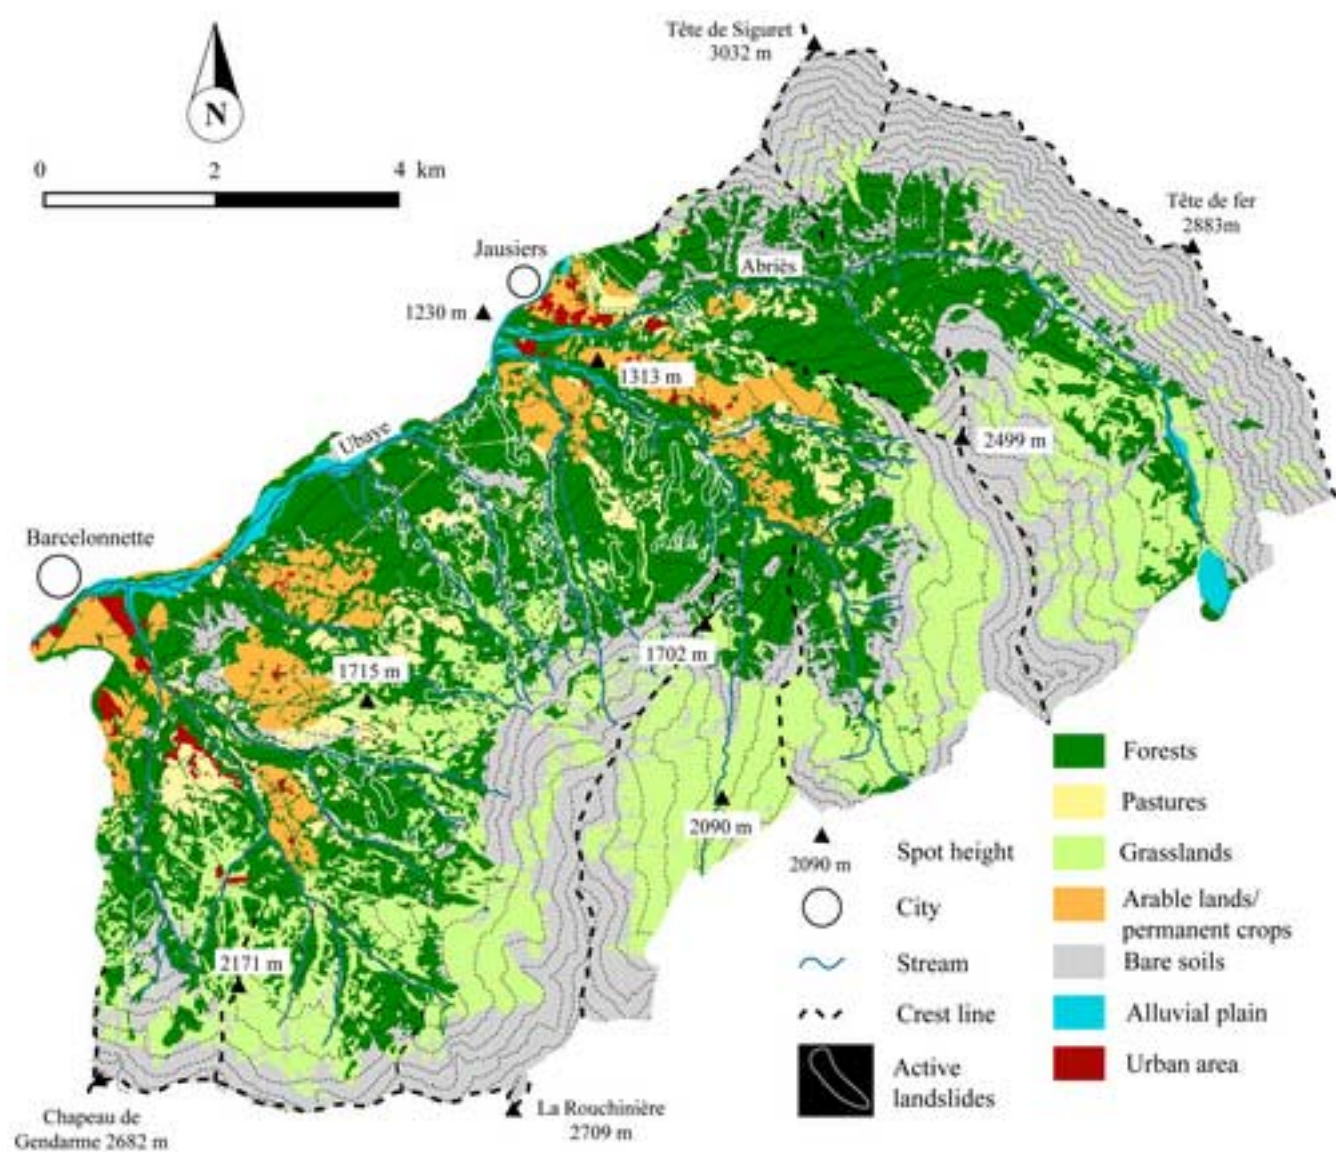 Tête de Siguret
3032 m
N
0 2 4 km
Tête de fer
2883m
Jausiers
Abriès
1230 m
1313 m
Ubaye
2499 m
Barcelonnette
1702 m
1715 m
2090 m
2171 m
Chapeau de
Gendarme 2682 m
La Rouchinière
2709 m
2090 m
Spot height
City
Stream
Crest line
Active
landslides
Forests
Pastures
Grasslands
Arable lands/
permanent crops
Bare soils
Alluvial plain
Urban area